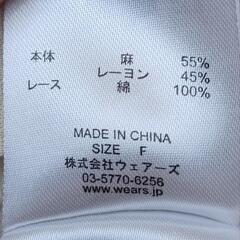 本体 麻 55%
レーヨン 45%
レース 綿 100%
MADE IN CHINA
SIZE F
株式会社ウェアーズ
03-5770-6256
www.wears.jp